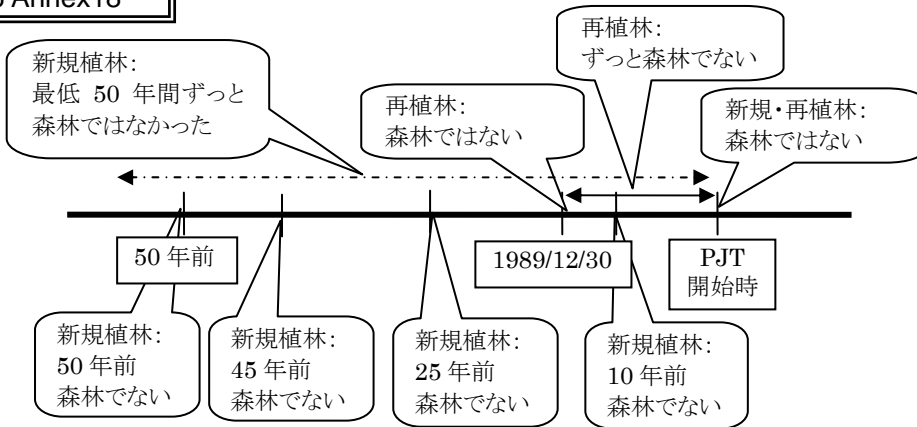 Annex18
新規植林:
最低 50 年間ずっと
森林ではなかった
再植林:
森林ではない
再植林:
ずっと森林でない
新規・再植林:
森林ではない
50 年前
1989/12/30
PJT
開始時
新規植林:
50 年前
森林でない
新規植林:
45 年前
森林でない
新規植林:
25 年前
森林でない
新規植林:
10 年前
森林でない